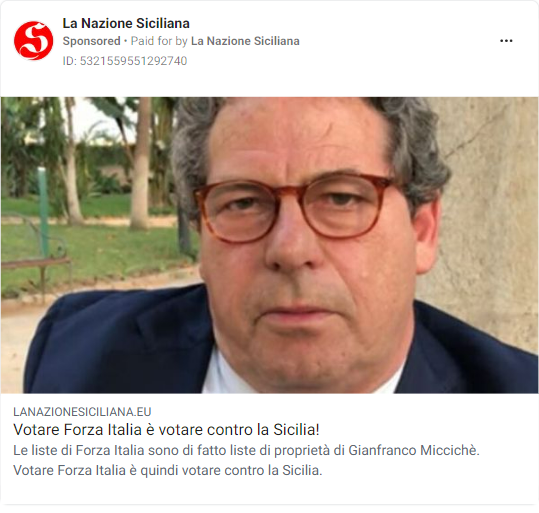 La Nazione Siciliana
Sponsored • Paid for by La Nazione Siciliana
ID: 5321559551292740
LANAZIONESICILIANA.EU
Votare Forza Italia è votare contro la Sicilia!
Le liste di Forza Italia sono di fatto liste di proprietà di Gianfranco Miccichè.
Votare Forza Italia è quindi votare contro la Sicilia.